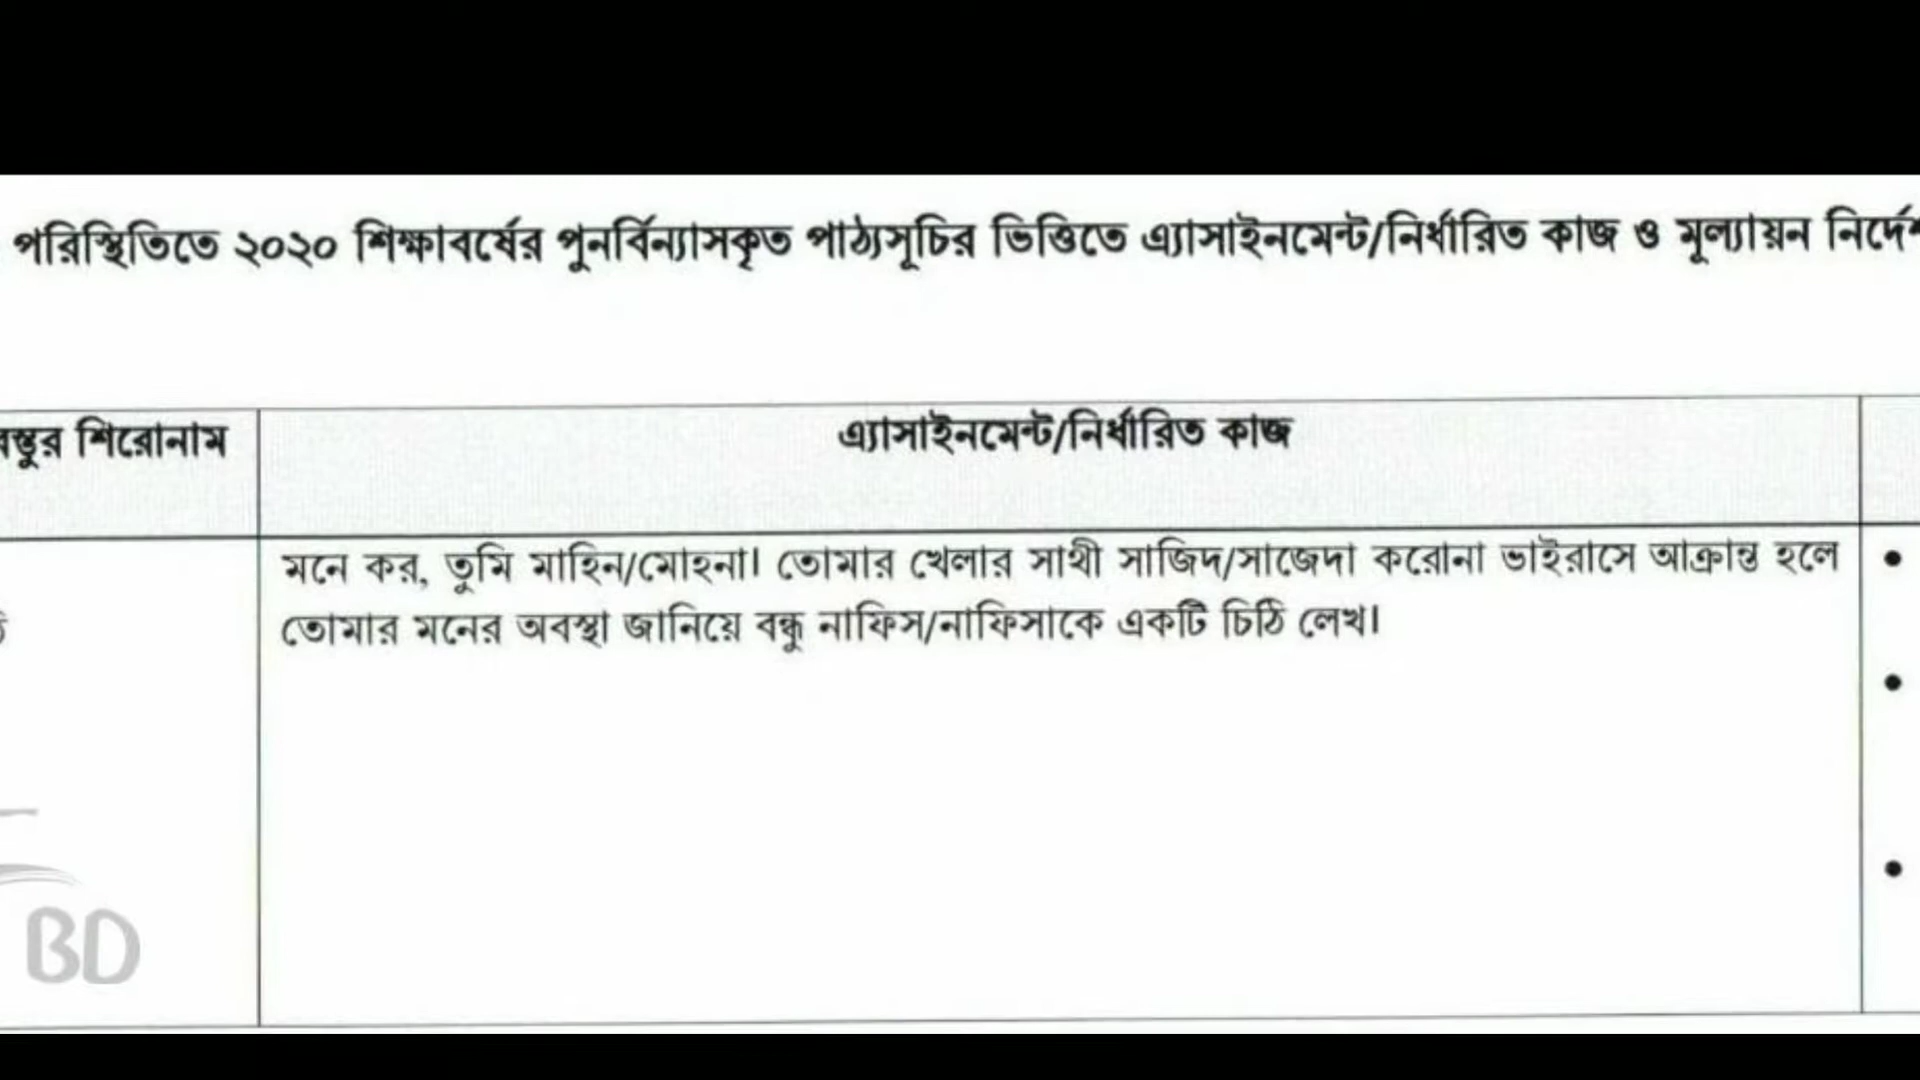 পরিস্থিতিতে ২০২০ শিক্ষাবর্ষের পুনর্বিন্যাসকৃত পাঠ্যসূচির ভিত্তিতে এ্যাসাইনমেন্ট/নির্ধারিত কাজ ও মূল্যায়ন
শিরোনাম
এ্যাসাইনমেন্ট/নির্ধারিত কাজ
মনে কর, তুমি মাহিন/মোহনা। তোমার খেলার সাথী সাজিদ/সাজেদা করোনা ভাইরাসে আক্রান্ত হলে
তোমার মনের অবস্থা জানিয়ে বন্ধু নাফিস/নাফিসাকে একটি চিঠি লেখ।
BD